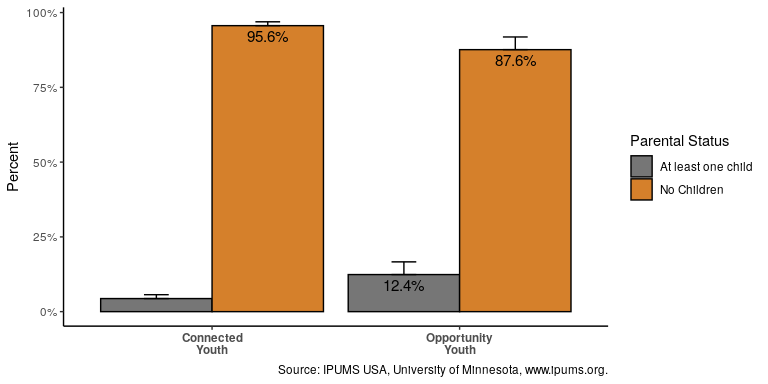 100%
75%
50%
25%
0%
Percent
95.6%
87.6%
12.4%
Connected
Youth
Opportunity
Youth
Parental Status
At least one child
No Children
Source: IPUMS USA, University of Minnesota, www.ipums.org.